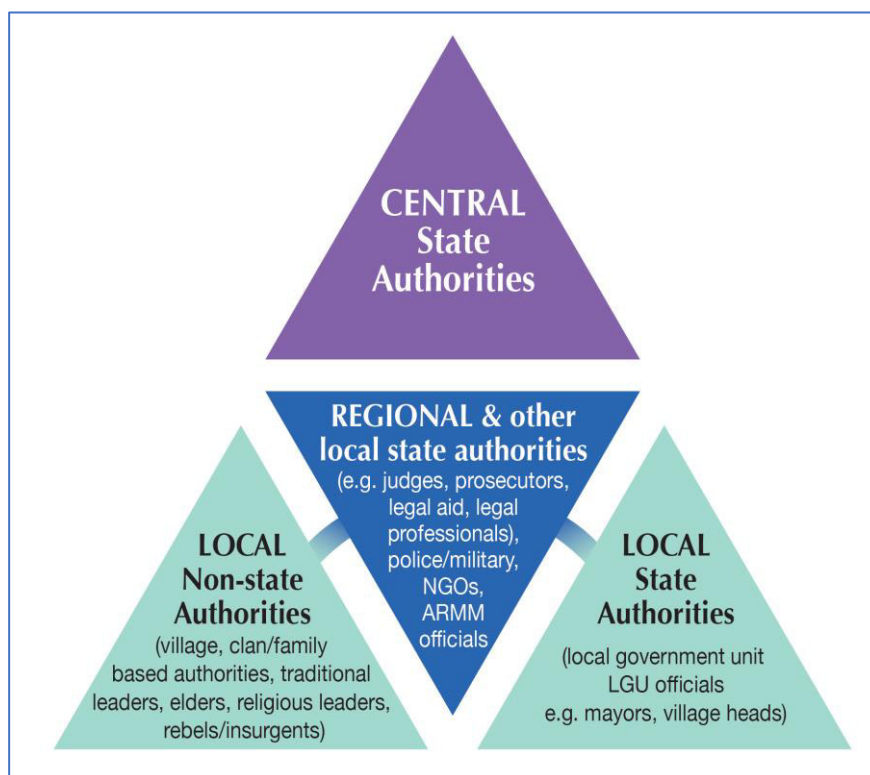 CENTRAL
State
Authorities
REGIONAL & other
local state authorities
(e.g. judges, prosecutors,
legal aid, legal
professionals),
police/military,
NGOs,
ARMM
officials
LOCAL
Non-state
Authorities
(village, clan/family
based authorities, traditional
leaders, elders, religious leaders,
rebels/insurgents)
LOCAL
State
Authorities
(local government unit
LGU officials
e.g. mayors, village heads)